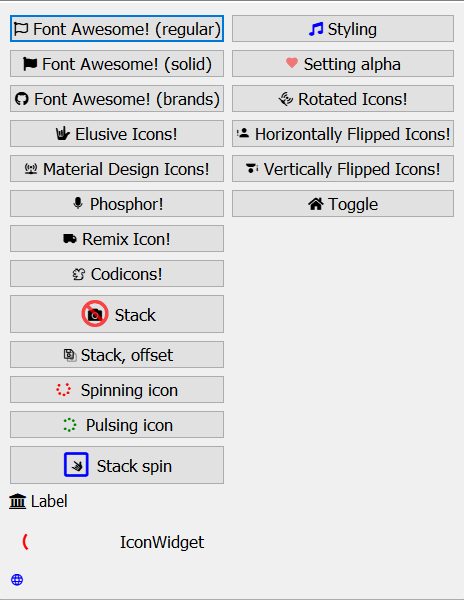 Font Awesome! (regular)
Styling
Font Awesome! (solid)
Setting alpha
Font Awesome! (brands)
Rotated Icons!
Elusive Icons!
Horizontally Flipped Icons!
Material Design Icons!
Vertically Flipped Icons!
Phosphor!
Toggle
Remix Icon!
Codicons!
Stack
Stack, offset
Spinning icon
Pulsing icon
Stack spin
Label
IconWidget